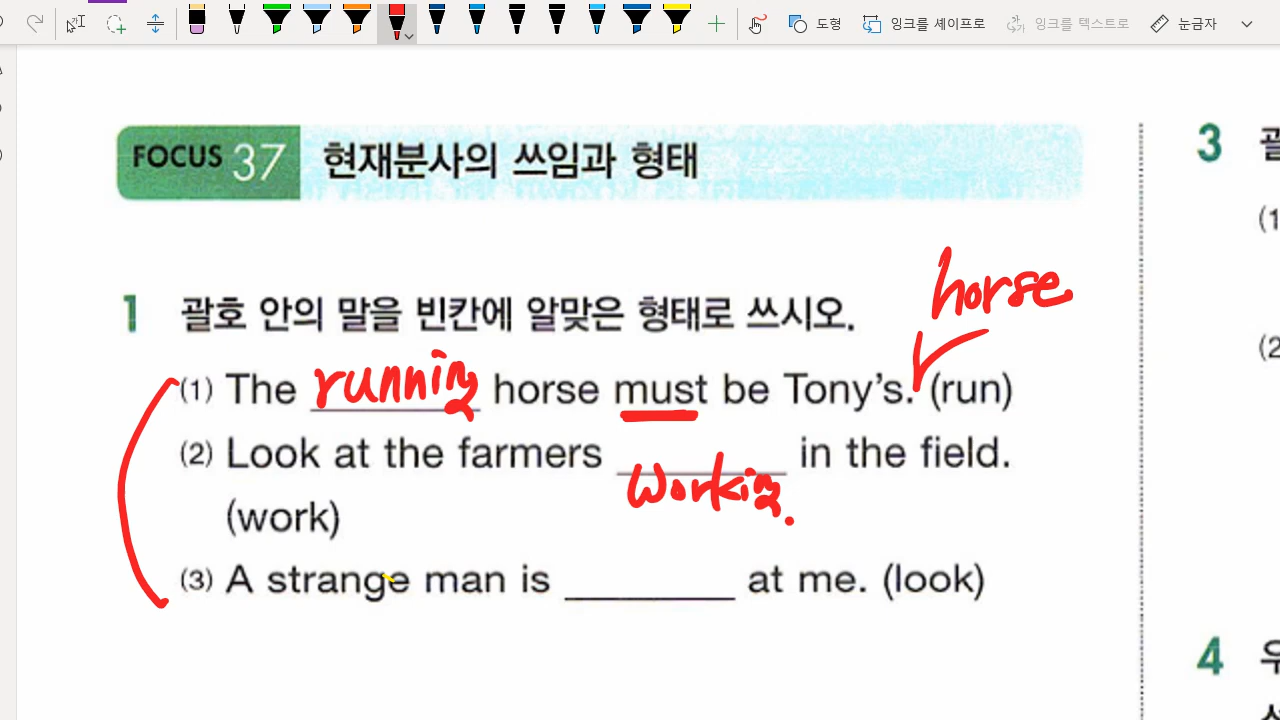 도형 잉크를 셰이프로 잉크를 텍스트로 눈금자
FOCUS 37 현재분사의 쓰임과 형태
horse
1 괄호 안의 말을 빈칸에 알맞은 형태로 쓰시오.
(1) The running horse must be Tony's. (run)
(2) Look at the farmers working. in the field.
(work)
(3) A strange man is ________ at me. (look)
3
(1
(2
4